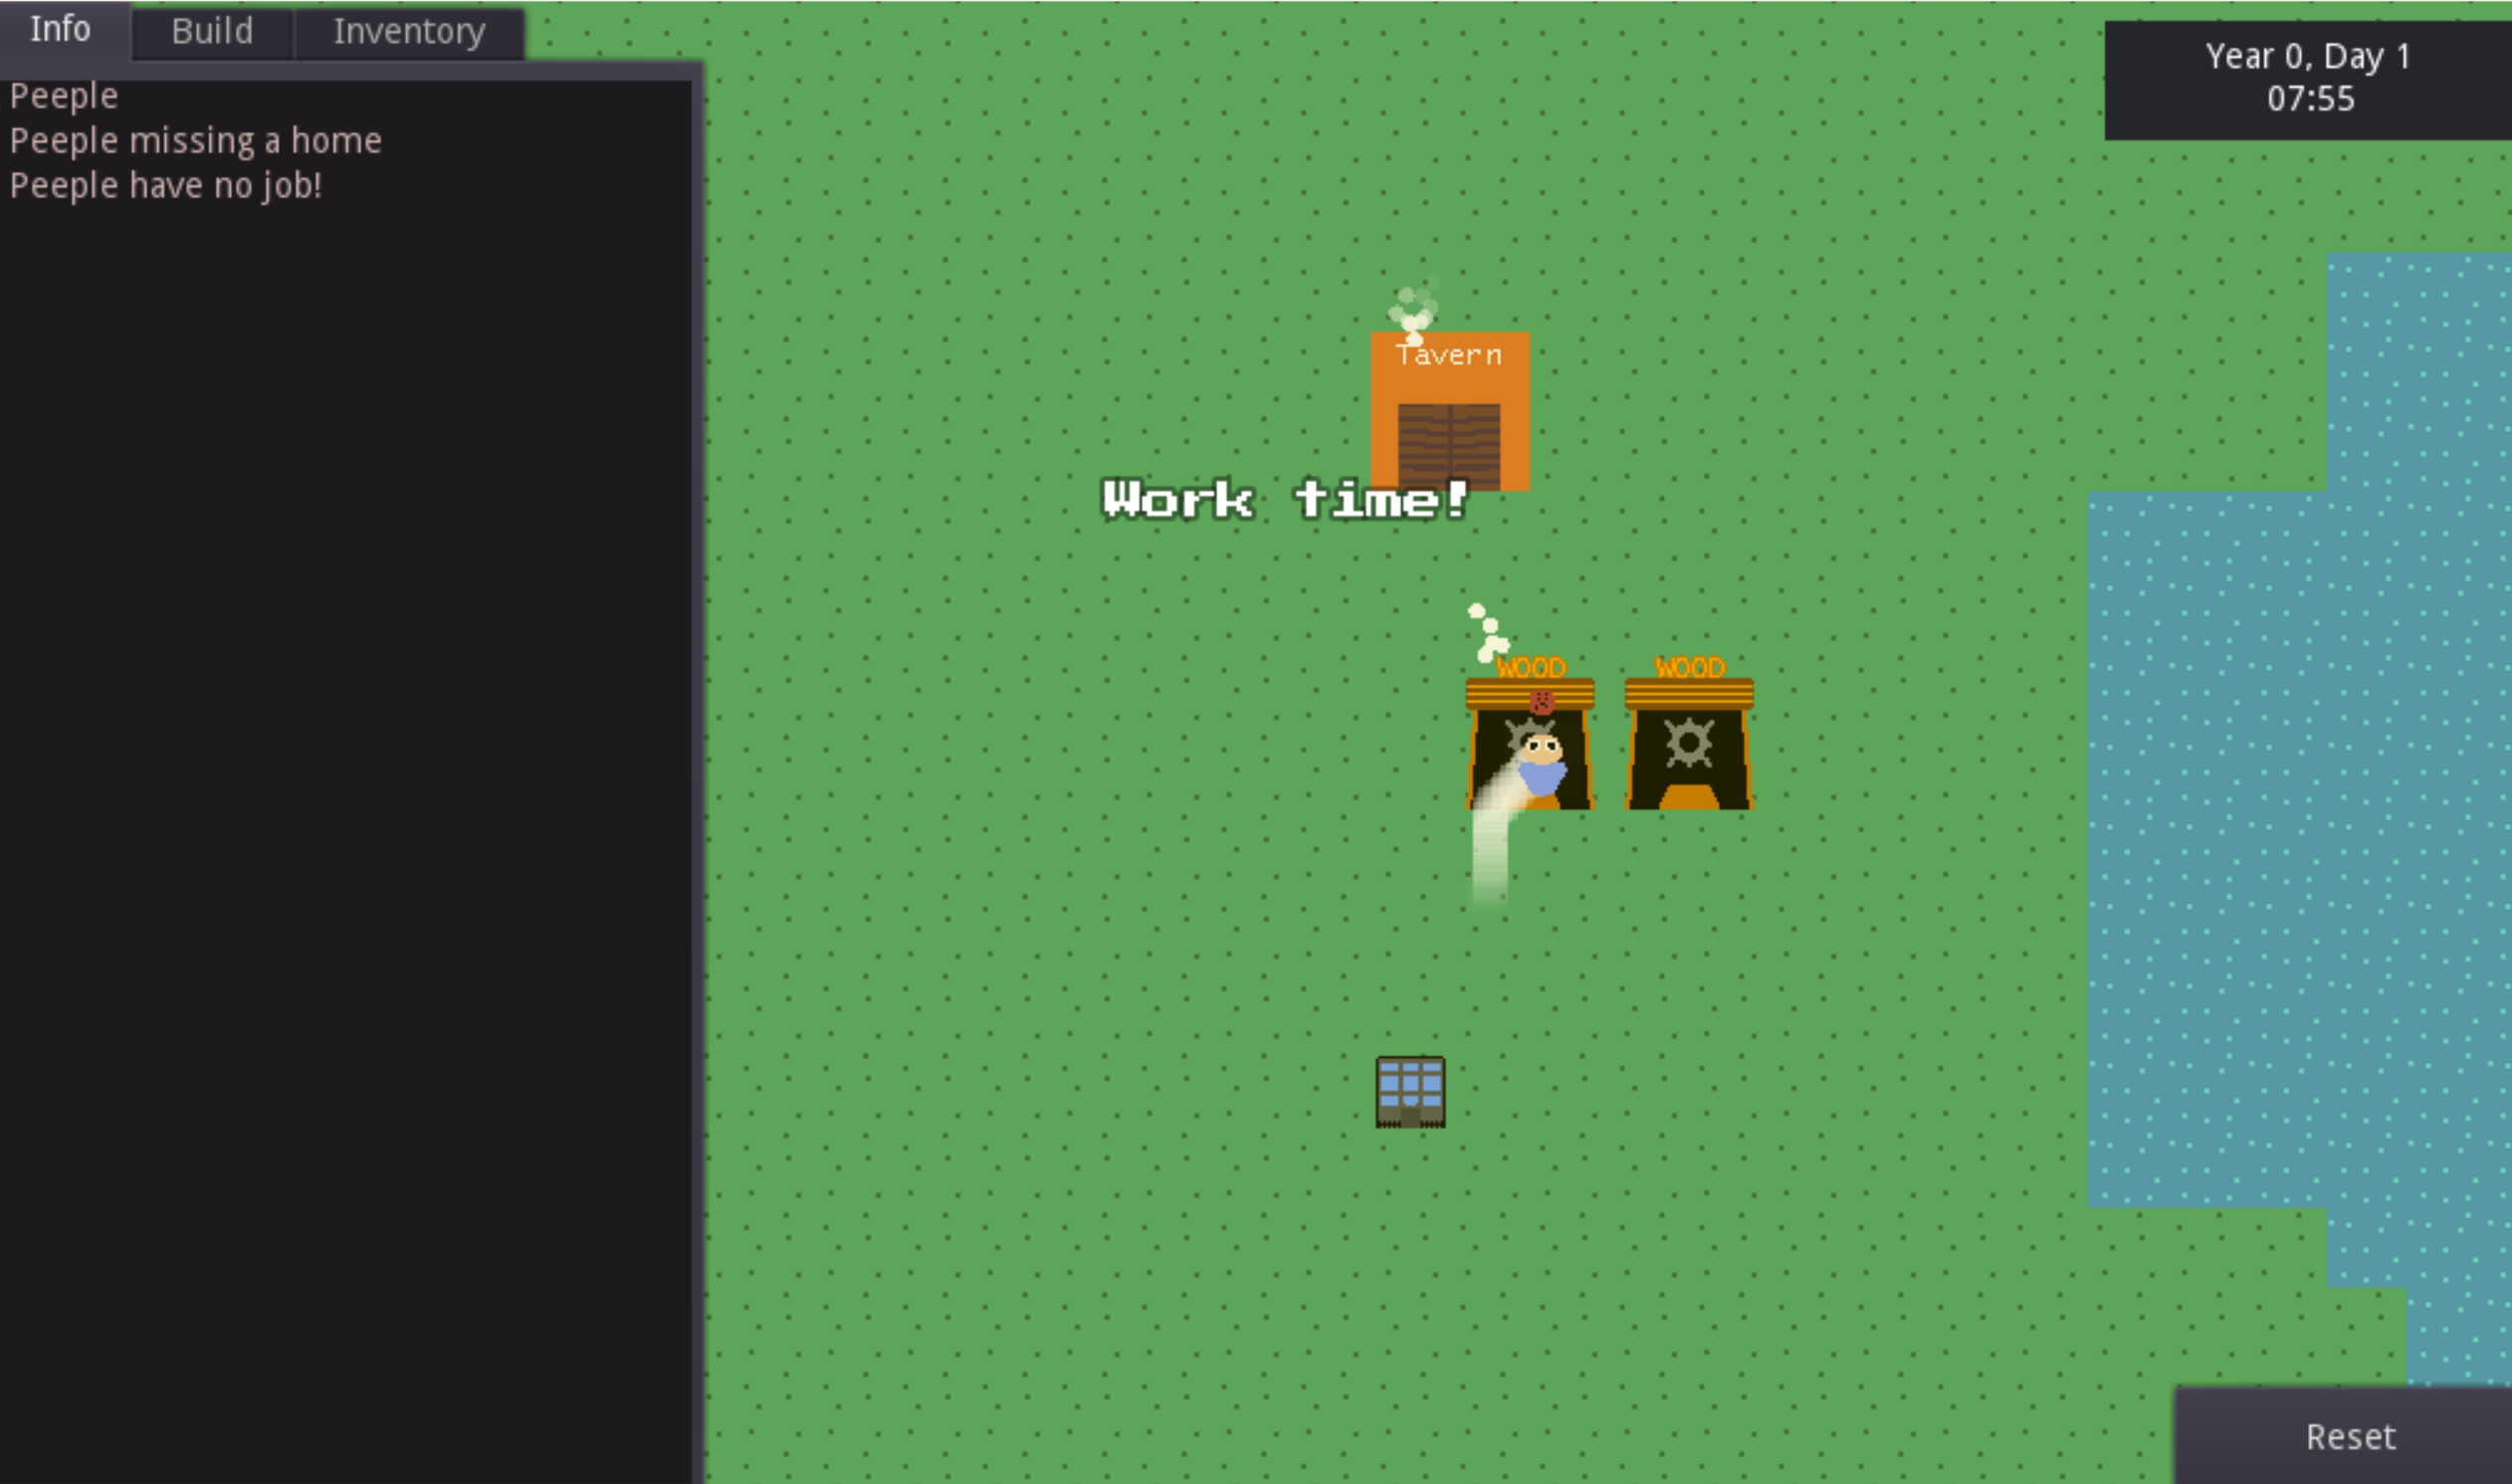 Info
Build
Inventory
Peeple
Peeple missing a home
Peeple have no job!
Year 0, Day 1
07:55
Tavern
Work time!
WOOD
WOOD
Reset